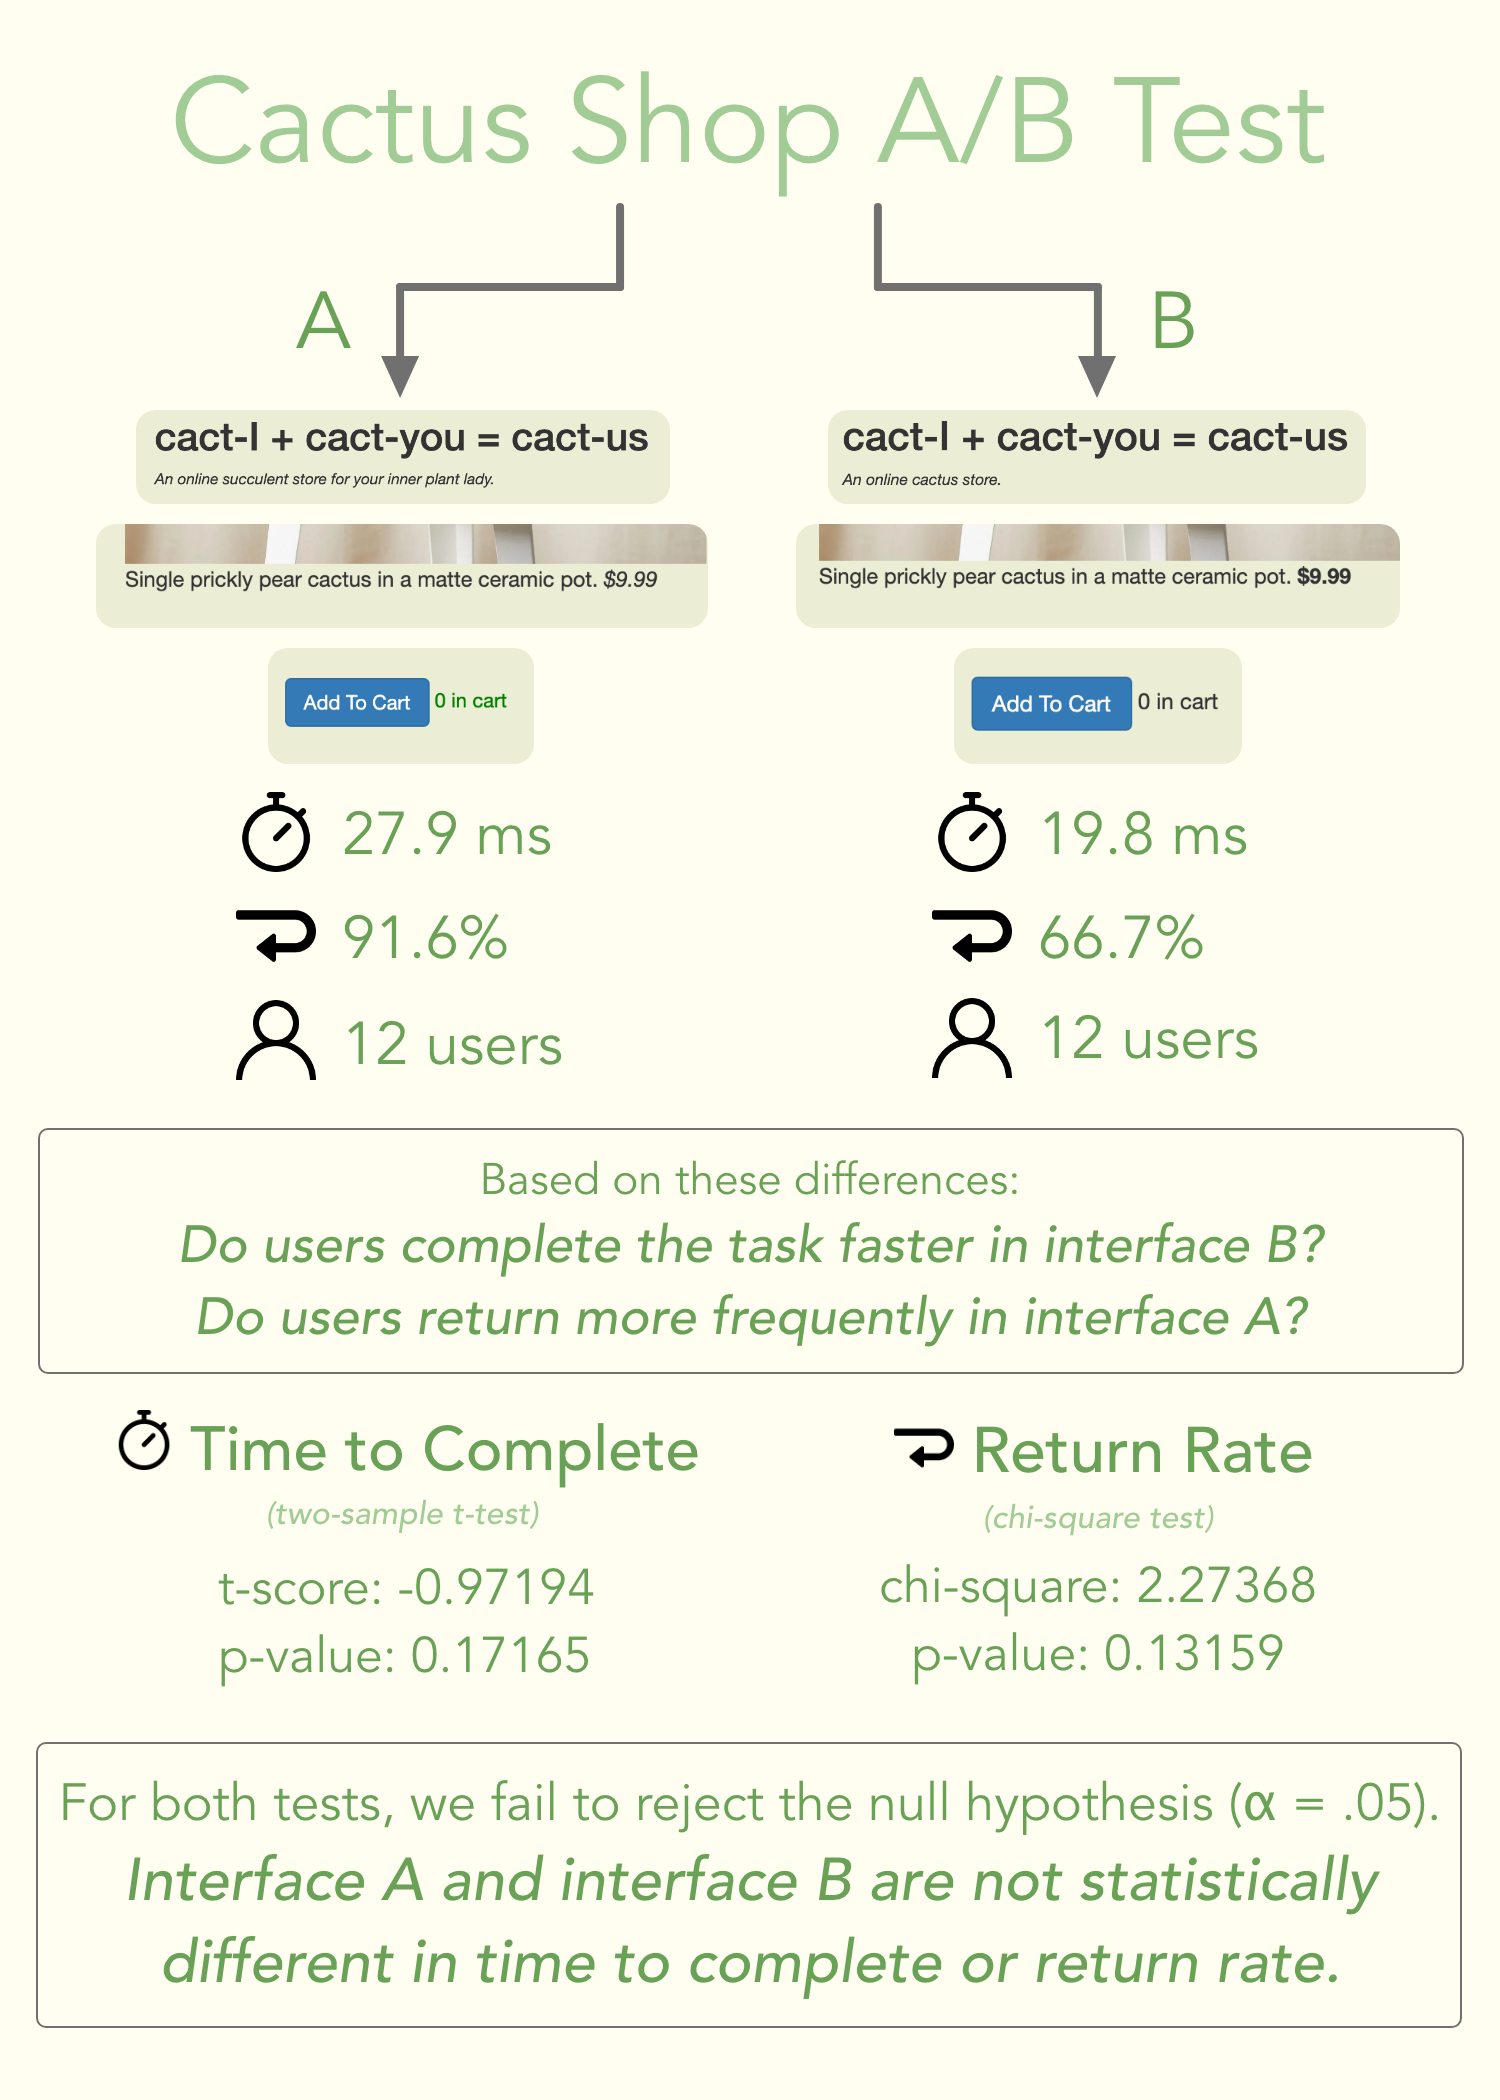 Cactus Shop A/B Test
A
B
cact-I + cact-you = cact-us
An online succulent store for your inner plant lady.
Single prickly pear cactus in a matte ceramic pot. $9.99
Add To Cart 0 in cart
27.9 ms
91.6%
12 users
cact-I + cact-you = cact-us
An online cactus store.
Single prickly pear cactus in a matte ceramic pot. $9.99
Add To Cart 0 in cart
19.8 ms
66.7%
12 users
Based on these differences:
Do users complete the task faster in interface B?
Do users return more frequently in interface A?
Time to Complete
(two-sample t-test)
t-score: -0.97194
p-value: 0.17165
Return Rate
(chi-square test)
chi-square: 2.27368
p-value: 0.13159
For both tests, we fail to reject the null hypothesis (α = .05).
Interface A and interface B are not statistically
different in time to complete or return rate.